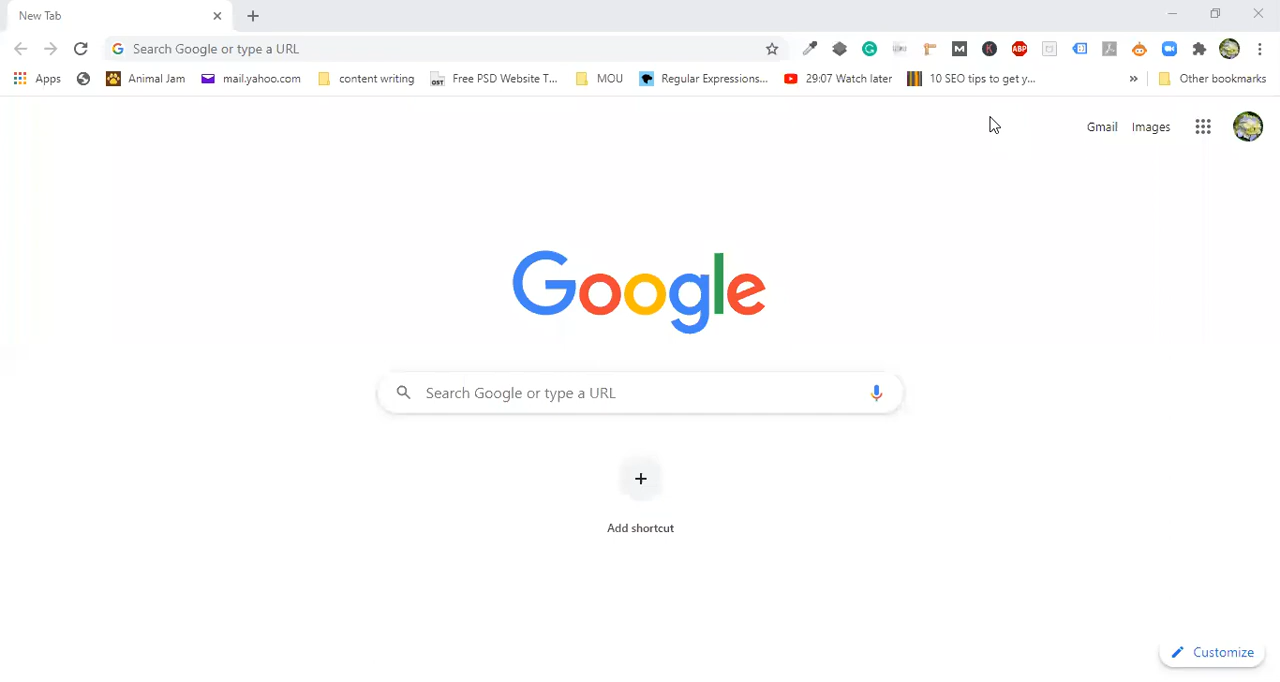 New Tab
Search Google or type a URL
ABP
Apps
Animal Jam
mail.yahoo.com
content writing
Free PSD Website T...
MOU
Regular Expressions...
29:07 Watch later
10 SEO tips to get y...
»
Other bookmarks
Gmail
Images
Google
Search Google or type a URL
Add shortcut
Customize